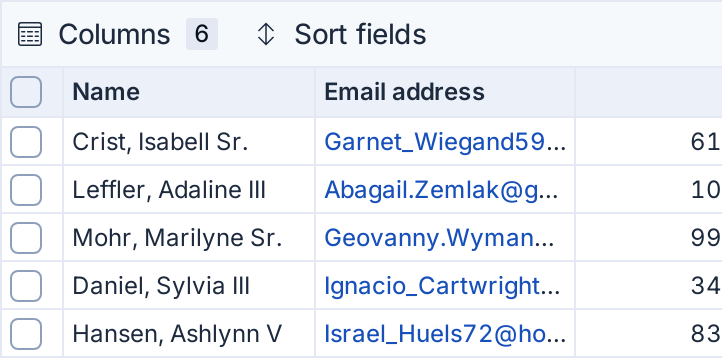 Columns 6 Sort fields
Name Email address
Crist, Isabell Sr. Garnet_Wiegand59... 61
Leffler, Adaline III Abagail.Zemlak@g... 10
Mohr, Marilyne Sr. Geovanny.Wyman... 99
Daniel, Sylvia III Ignacio_Cartwright... 34
Hansen, Ashlynn V Israel_Huels72@ho... 83